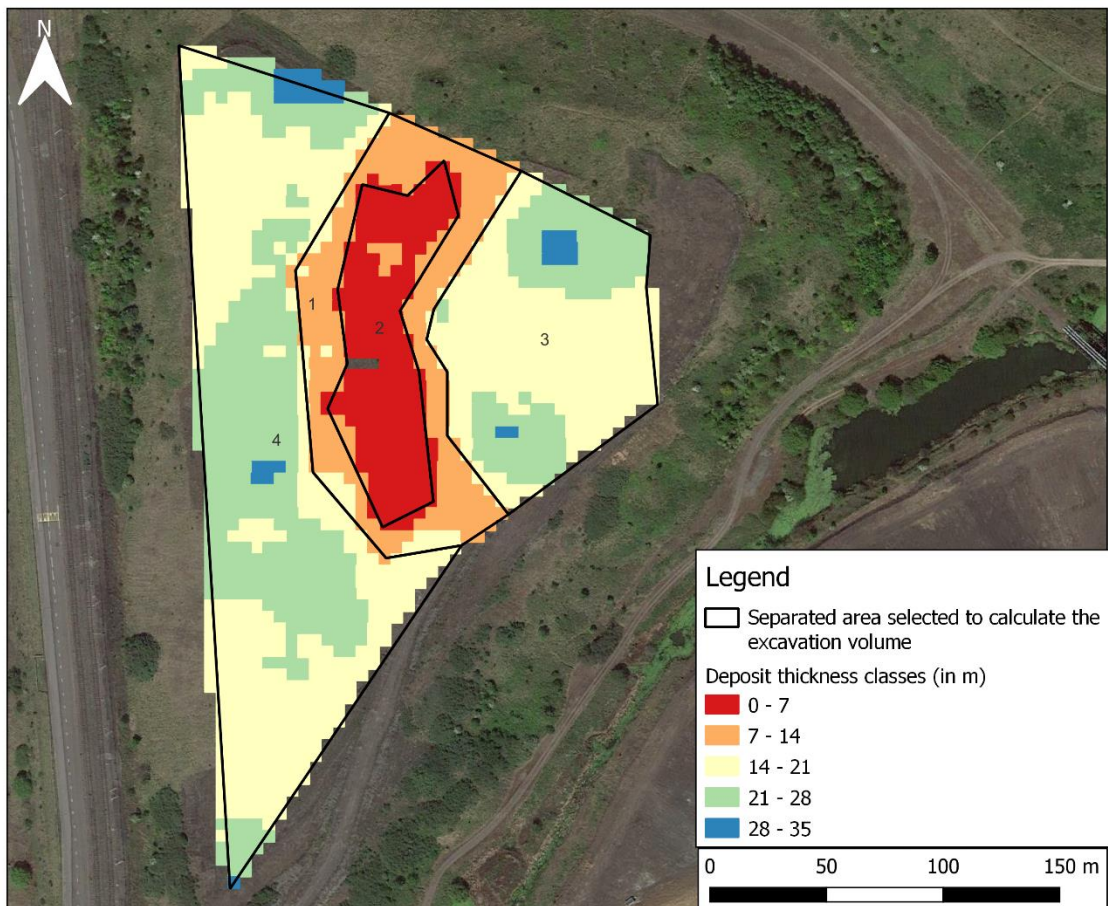 N
1
2
3
4
Legend
Separated area selected to calculate the
excavation volume
Deposit thickness classes (in m)
0 - 7
7 - 14
14 - 21
21 - 28
28 - 35
0 50 100 150 m